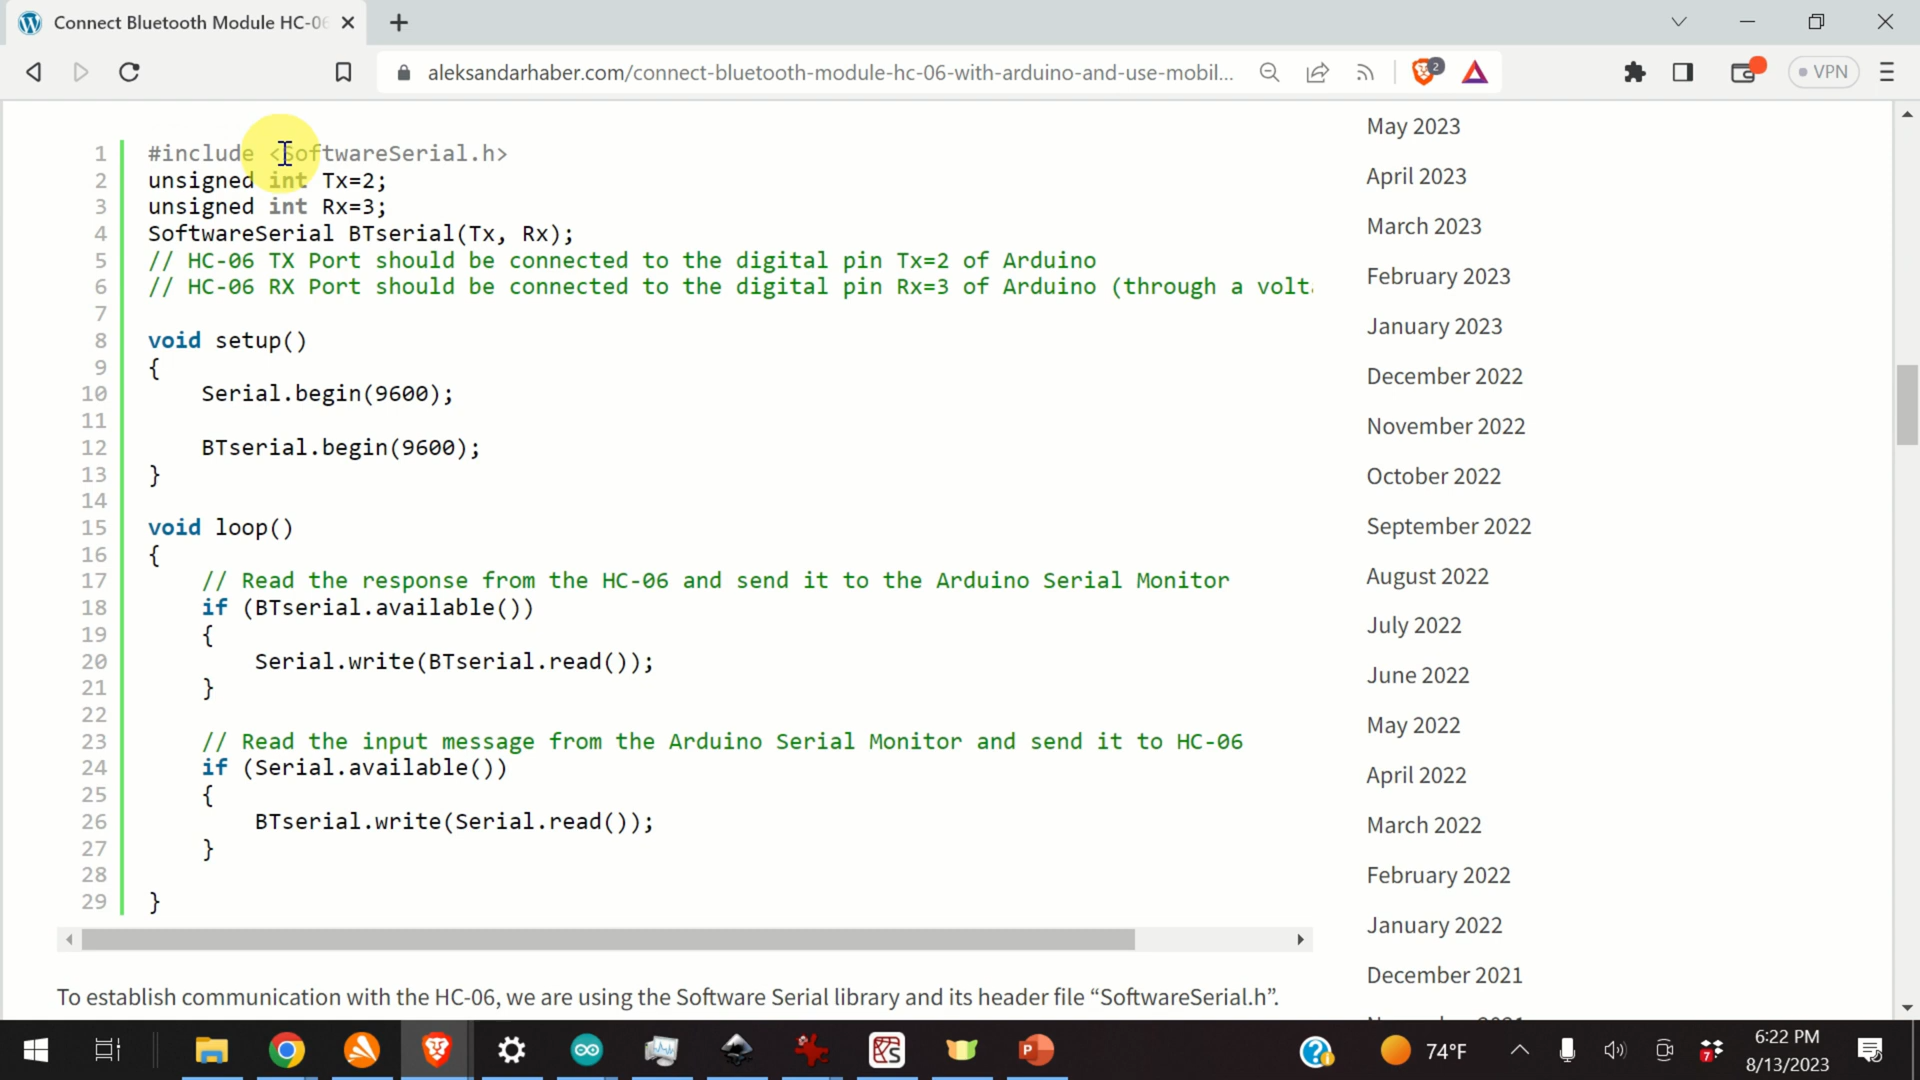 Connect Bluetooth Module HC-06
aleksandarhaber.com/connect-bluetooth-module-hc-06-with-arduino-and-use-mobil...
2
VPN
1 #include <SoftwareSerial.h>
2 unsigned int Tx=2;
3 unsigned int Rx=3;
4 SoftwareSerial BTserial(Tx, Rx);
5 // HC-06 TX Port should be connected to the digital pin Tx=2 of Arduino
6 // HC-06 RX Port should be connected to the digital pin Rx=3 of Arduino (through a volt
7
8 void setup()
9 {
10     Serial.begin(9600);
11
12     BTserial.begin(9600);
13 }
14
15 void loop()
16 {
17     // Read the response from the HC-06 and send it to the Arduino Serial Monitor
18     if (BTserial.available())
19     {
20         Serial.write(BTserial.read());
21     }
22
23     // Read the input message from the Arduino Serial Monitor and send it to HC-06
24     if (Serial.available())
25     {
26         BTserial.write(Serial.read());
27     }
28
29 }
To establish communication with the HC-06, we are using the Software Serial library and its header file “SoftwareSerial.h”.
May 2023
April 2023
March 2023
February 2023
January 2023
December 2022
November 2022
October 2022
September 2022
August 2022
July 2022
June 2022
May 2022
April 2022
March 2022
February 2022
January 2022
December 2021
74°F
7
6:22 PM
8/13/2023